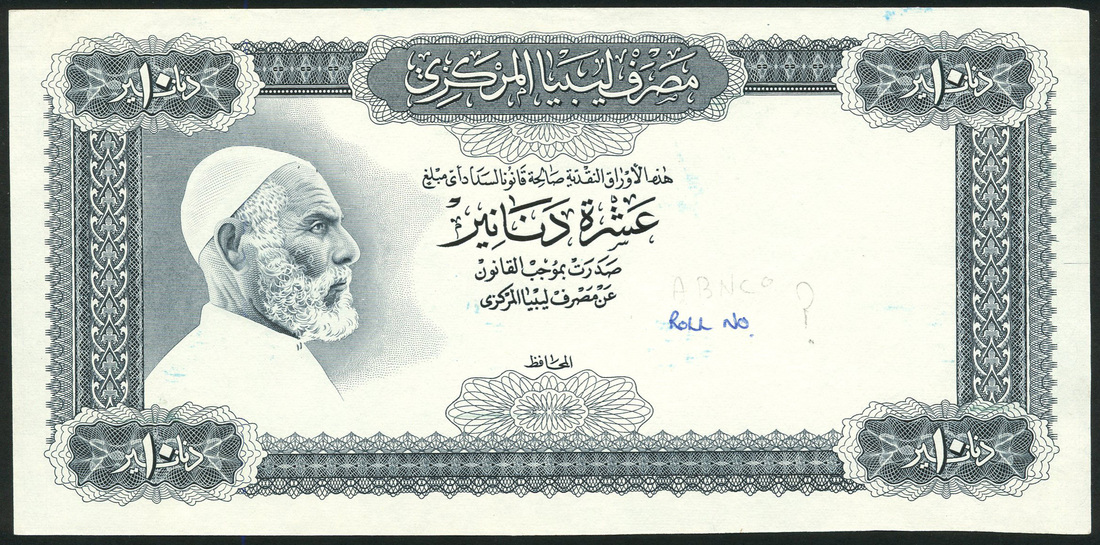 مصرف ليبيا المركزي
دنانير ١٠
دنانير ١٠
هذه الأوراق النقدية صالحة قانونا لسداد أي مبلغ
عشرة دنانير
صدرت بموجب القانون
عن مصرف ليبيا المركزي
ABNCo ?
ROLL NO.
المحافظ
دنانير ١٠
دنانير ١٠